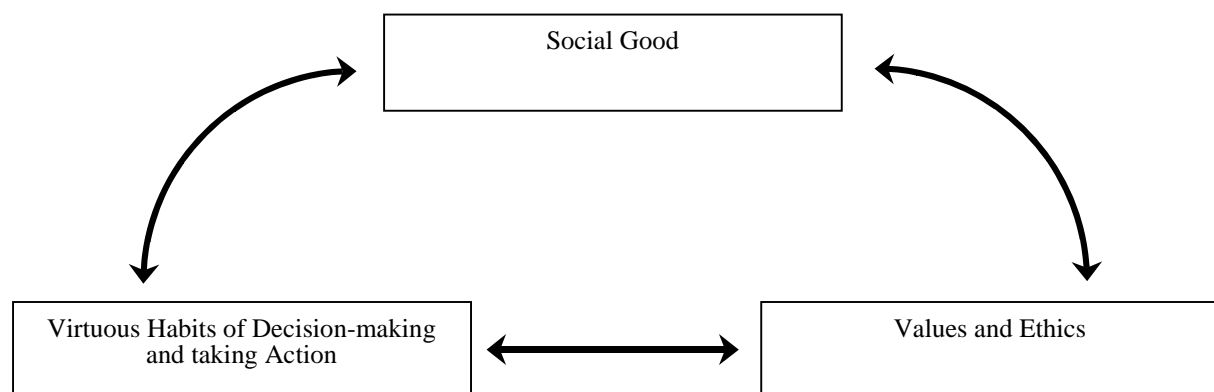 Social Good
Virtuous Habits of Decision-making
and taking Action
Values and Ethics